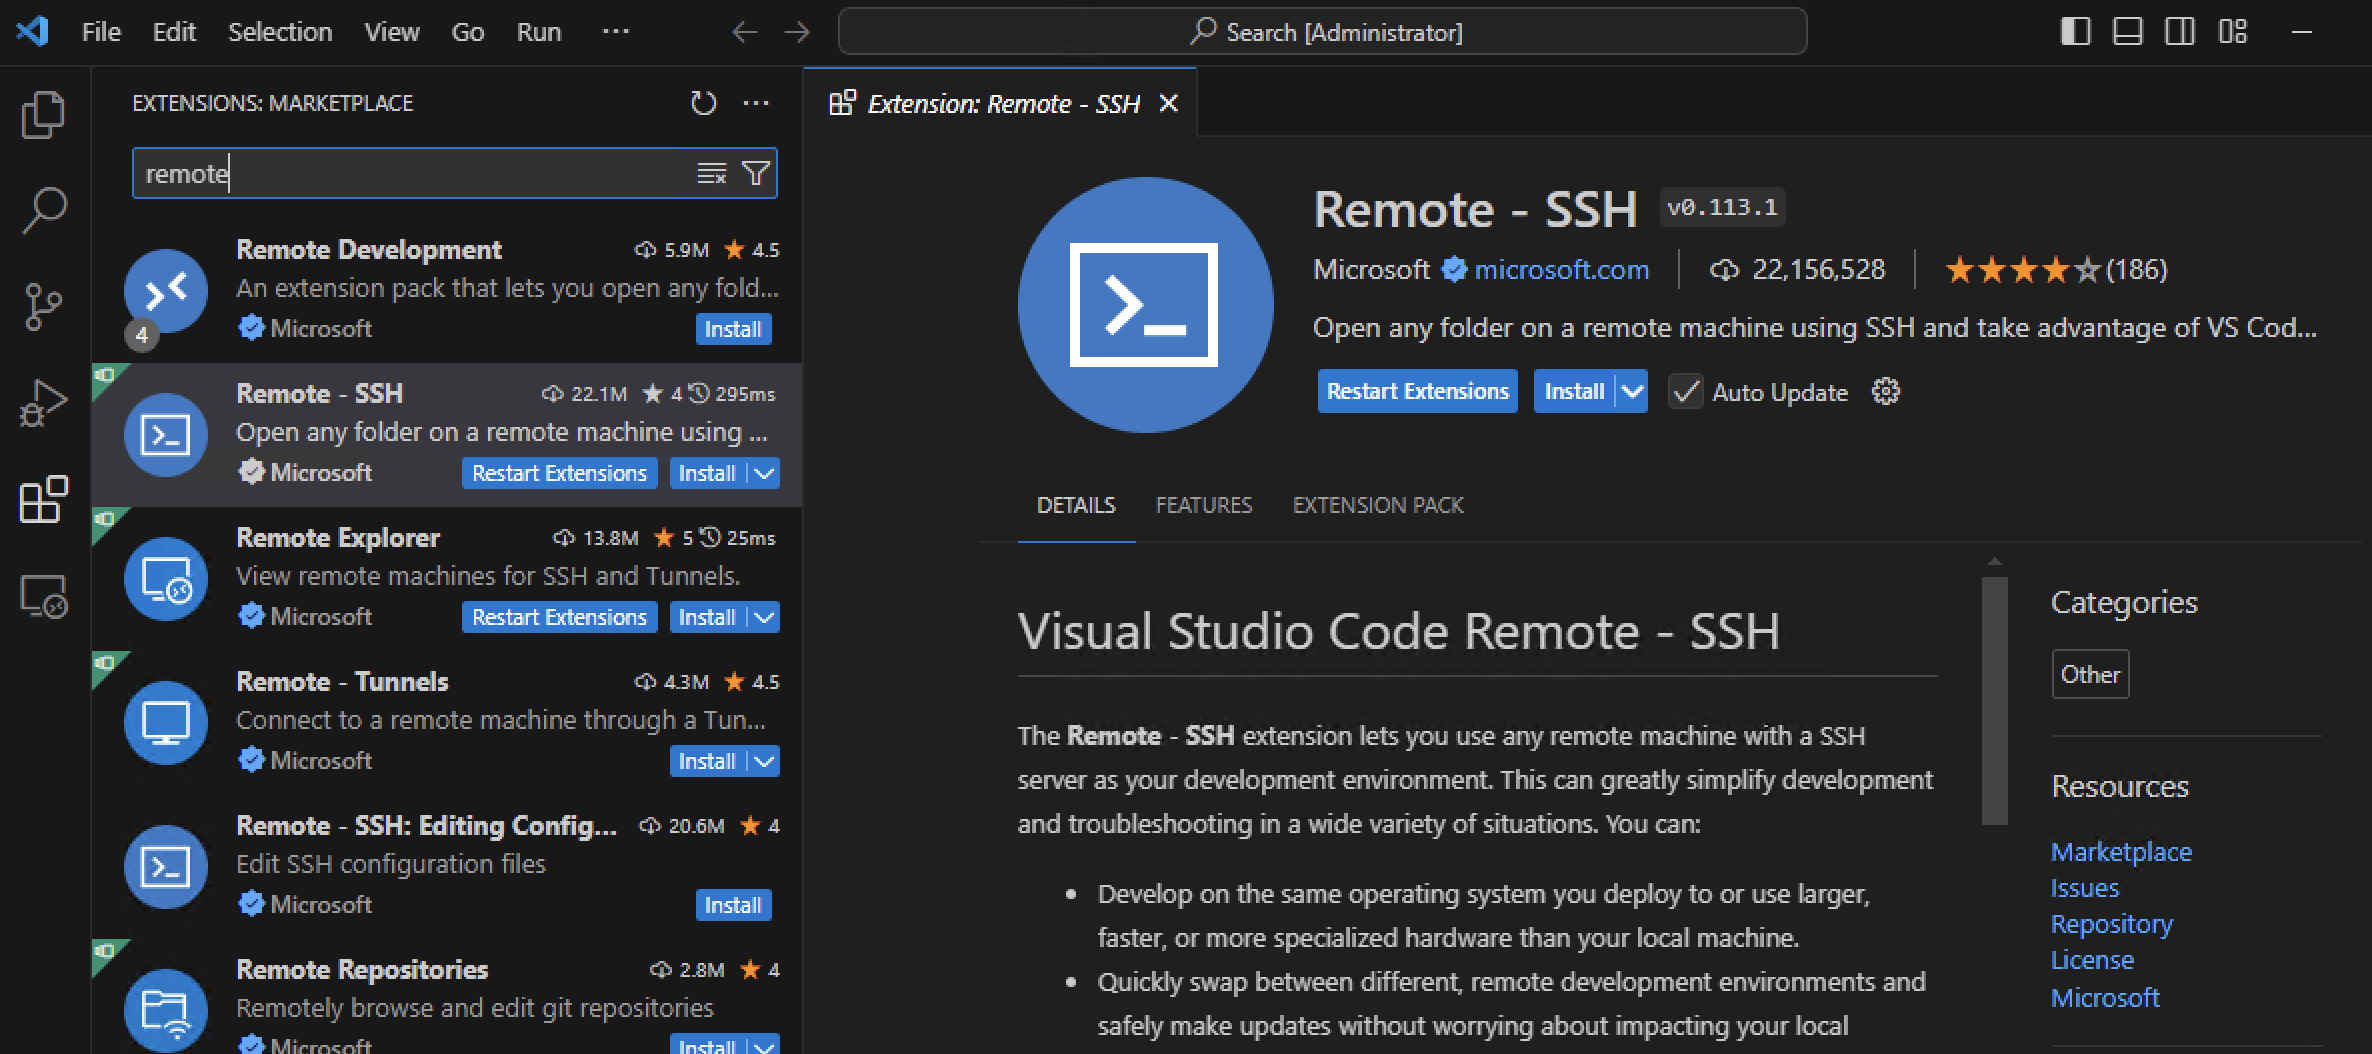 File Edit Selection View Go Run ···
Search [Administrator]
EXTENSIONS: MARKETPLACE
remote
Remote Development 5.9M ★ 4.5
An extension pack that lets you open any fold...
Microsoft Install
4
Remote - SSH 22.1M ★ 4 295ms
Open any folder on a remote machine using ...
Microsoft Restart Extensions Install
Remote Explorer 13.8M ★ 5 25ms
View remote machines for SSH and Tunnels.
Microsoft Restart Extensions Install
Remote - Tunnels 4.3M ★ 4.5
Connect to a remote machine through a Tun...
Microsoft Install
Remote - SSH: Editing Config... 20.6M ★ 4
Edit SSH configuration files
Microsoft Install
Remote Repositories 2.8M ★ 4
Remotely browse and edit git repositories
Microsoft Install
Extension: Remote - SSH
Remote - SSH v0.113.1
Microsoft microsoft.com 22,156,528 ★★★★☆(186)
Open any folder on a remote machine using SSH and take advantage of VS Cod...
Restart Extensions Install Auto Update
DETAILS FEATURES EXTENSION PACK
Visual Studio Code Remote - SSH
The Remote - SSH extension lets you use any remote machine with a SSH
server as your development environment. This can greatly simplify development
and troubleshooting in a wide variety of situations. You can:
• Develop on the same operating system you deploy to or use larger,
faster, or more specialized hardware than your local machine.
• Quickly swap between different, remote development environments and
safely make updates without worrying about impacting your local
Categories
Other
Resources
Marketplace
Issues
Repository
License
Microsoft